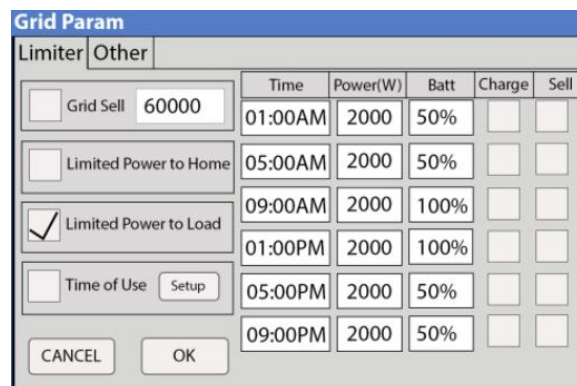 Grid Param
Limiter Other
Time Power(W) Batt Charge Sell
Grid Sell 60000
01:00AM 2000 50%
Limited Power to Home
05:00AM 2000 50%
09:00AM 2000 100%
Limited Power to Load
01:00PM 2000 100%
Time of Use Setup
05:00PM 2000 50%
09:00PM 2000 50%
CANCEL OK